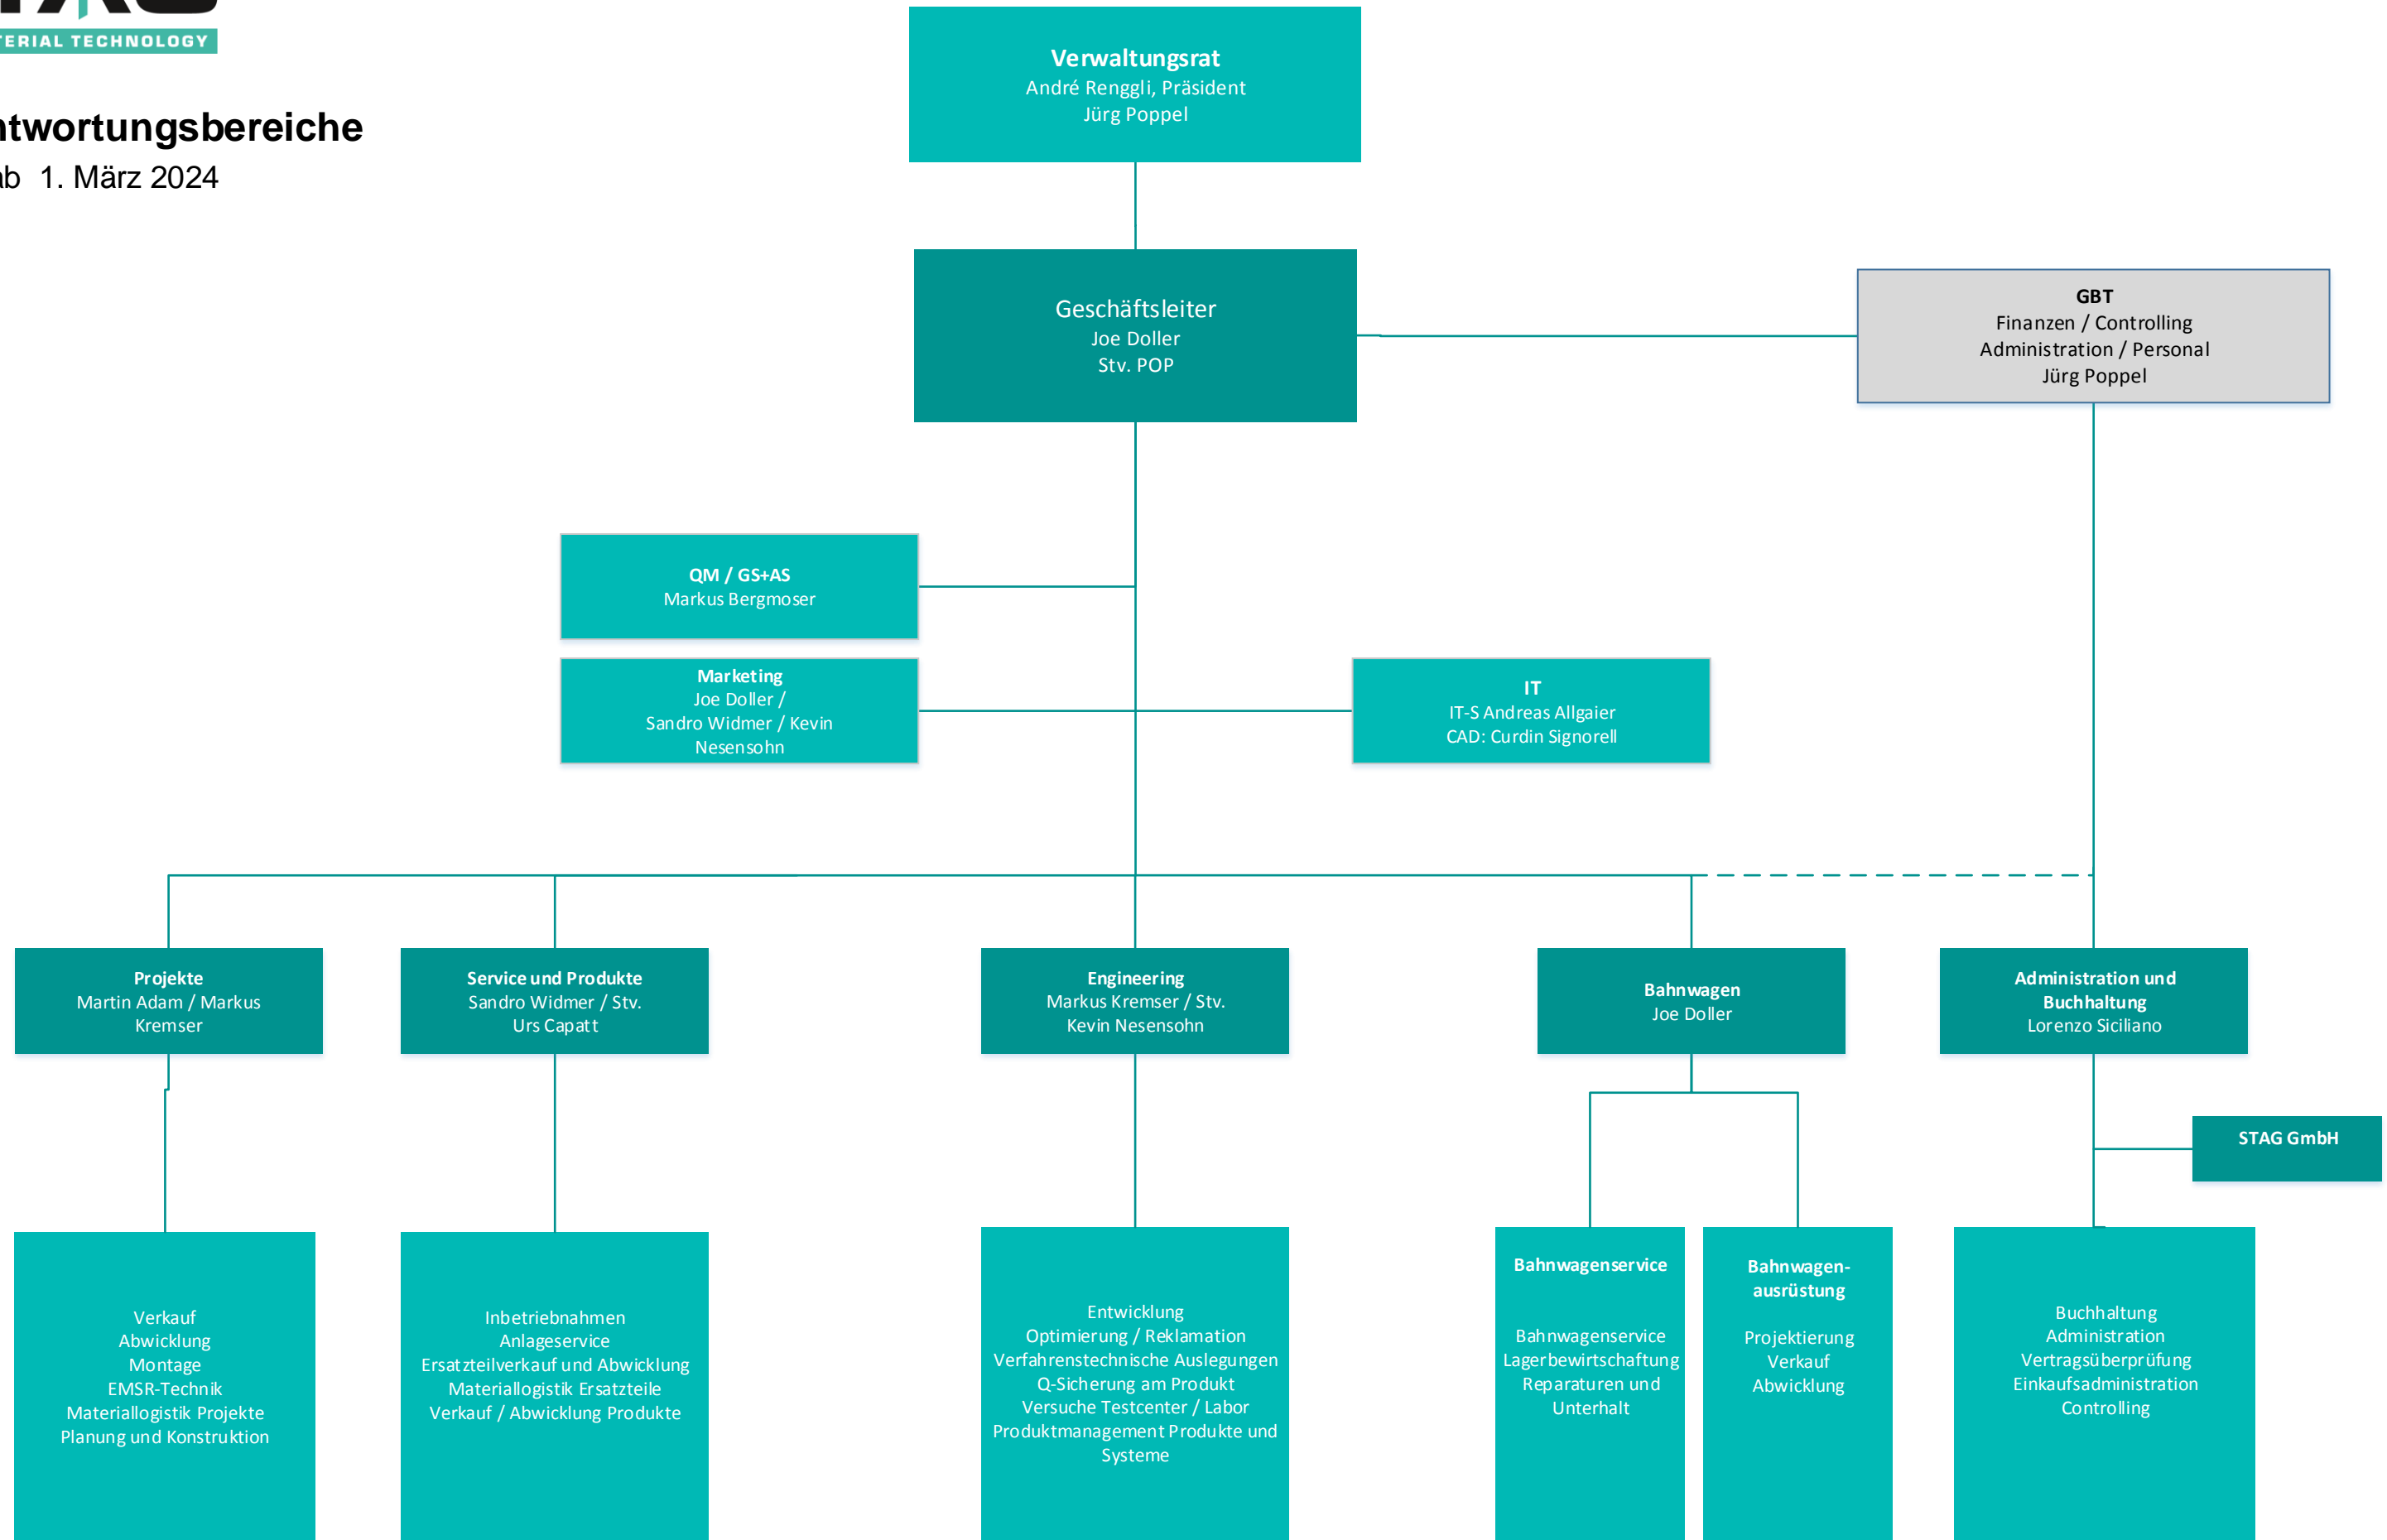 MATERIAL TECHNOLOGY
ab 1. März 2024
Verwaltungsrat
André Renggli, Präsident
Jürg Poppel
Geschäftsleiter
Joe Doller
Stv. POP
GBT
Finanzen / Controlling
Administration / Personal
Jürg Poppel
QM / GS+AS
Markus Bergmoser
Marketing
Joe Doller /
Sandro Widmer / Kevin
Nesensohn
IT
IT-S Andreas Allgaier
CAD: Curdin Signorell
Projekte
Martin Adam / Markus
Kremser
Service und Produkte
Sandro Widmer / Stv.
Urs Capatt
Engineering
Markus Kremser / Stv.
Kevin Nesensohn
Bahnwagen
Joe Doller
Administration und
Buchhaltung
Lorenzo Siciliano
STAG GmbH
Verkauf
Abwicklung
Montage
EMSR-Technik
Materiallogistik Projekte
Planung und Konstruktion
Inbetriebnahmen
Anlageservice
Ersatzteilverkauf und Abwicklung
Materiallogistik Ersatzteile
Verkauf / Abwicklung Produkte
Entwicklung
Optimierung / Reklamation
Verfahrenstechnische Auslegungen
Q-Sicherung am Produkt
Versuche Testcenter / Labor
Produktmanagement Produkte und
Systeme
Bahnwagenservice
Bahnwagenservice
Lagerbewirtschaftung
Reparaturen und
Unterhalt
Bahnwagen-
ausrüstung
Projektierung
Verkauf
Abwicklung
Buchhaltung
Administration
Vertragsüberprüfung
Einkaufsadministration
Controlling